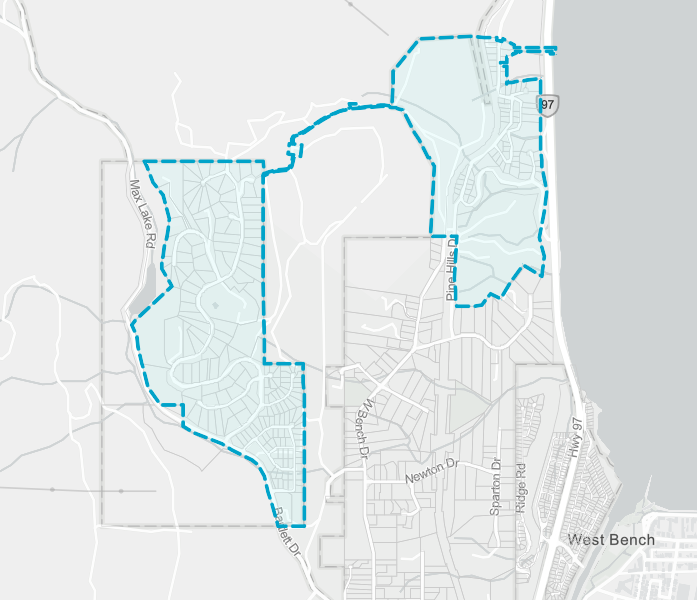 97
Max Lake Rd
Pine Hills Dr
W Bench Dr
Hwy 97
Newton Dr
Sparton Dr
Ridge Rd
Bartlett Dr
West Bench